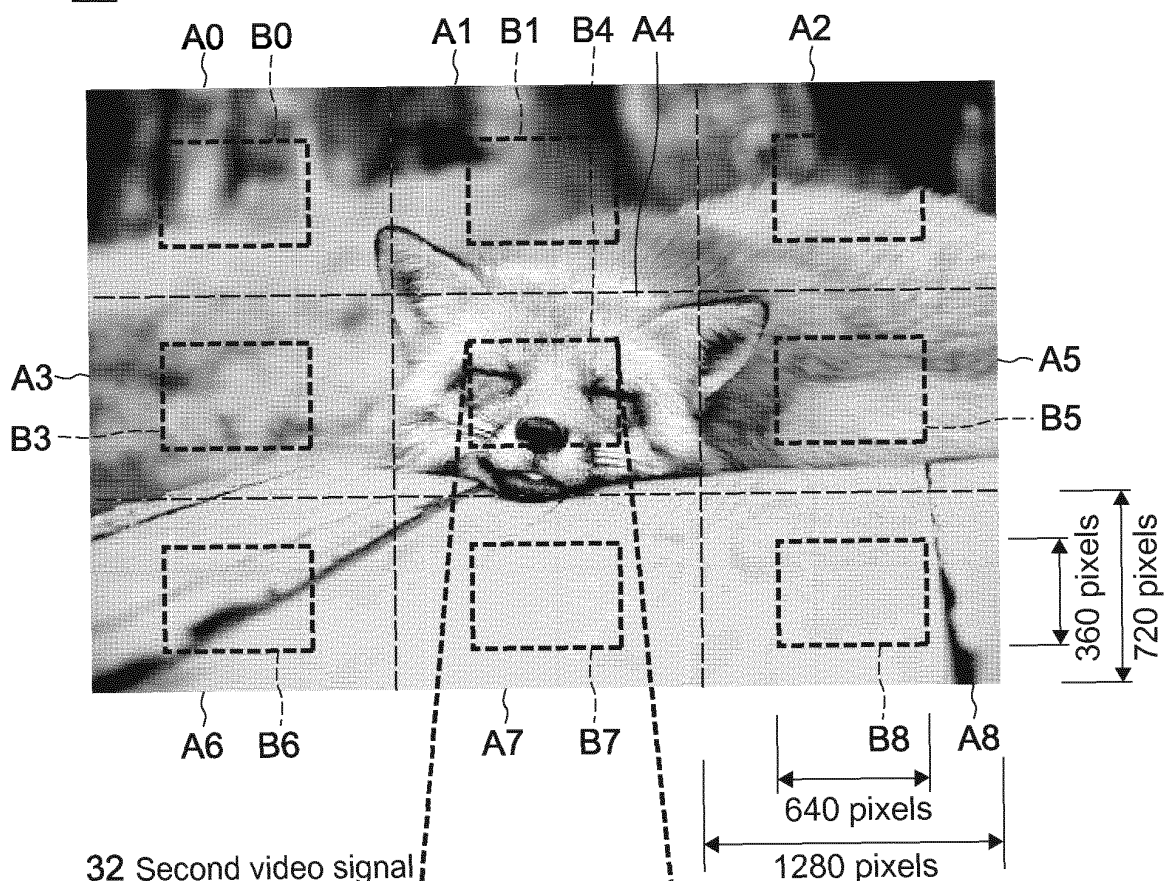 A0 B0 A1 B1 B4 A4 A2
A3 A5
B3 B5
360 pixels
720 pixels
A6 B6 A7 B7 B8 A8
640 pixels
32 Second video signal
1280 pixels